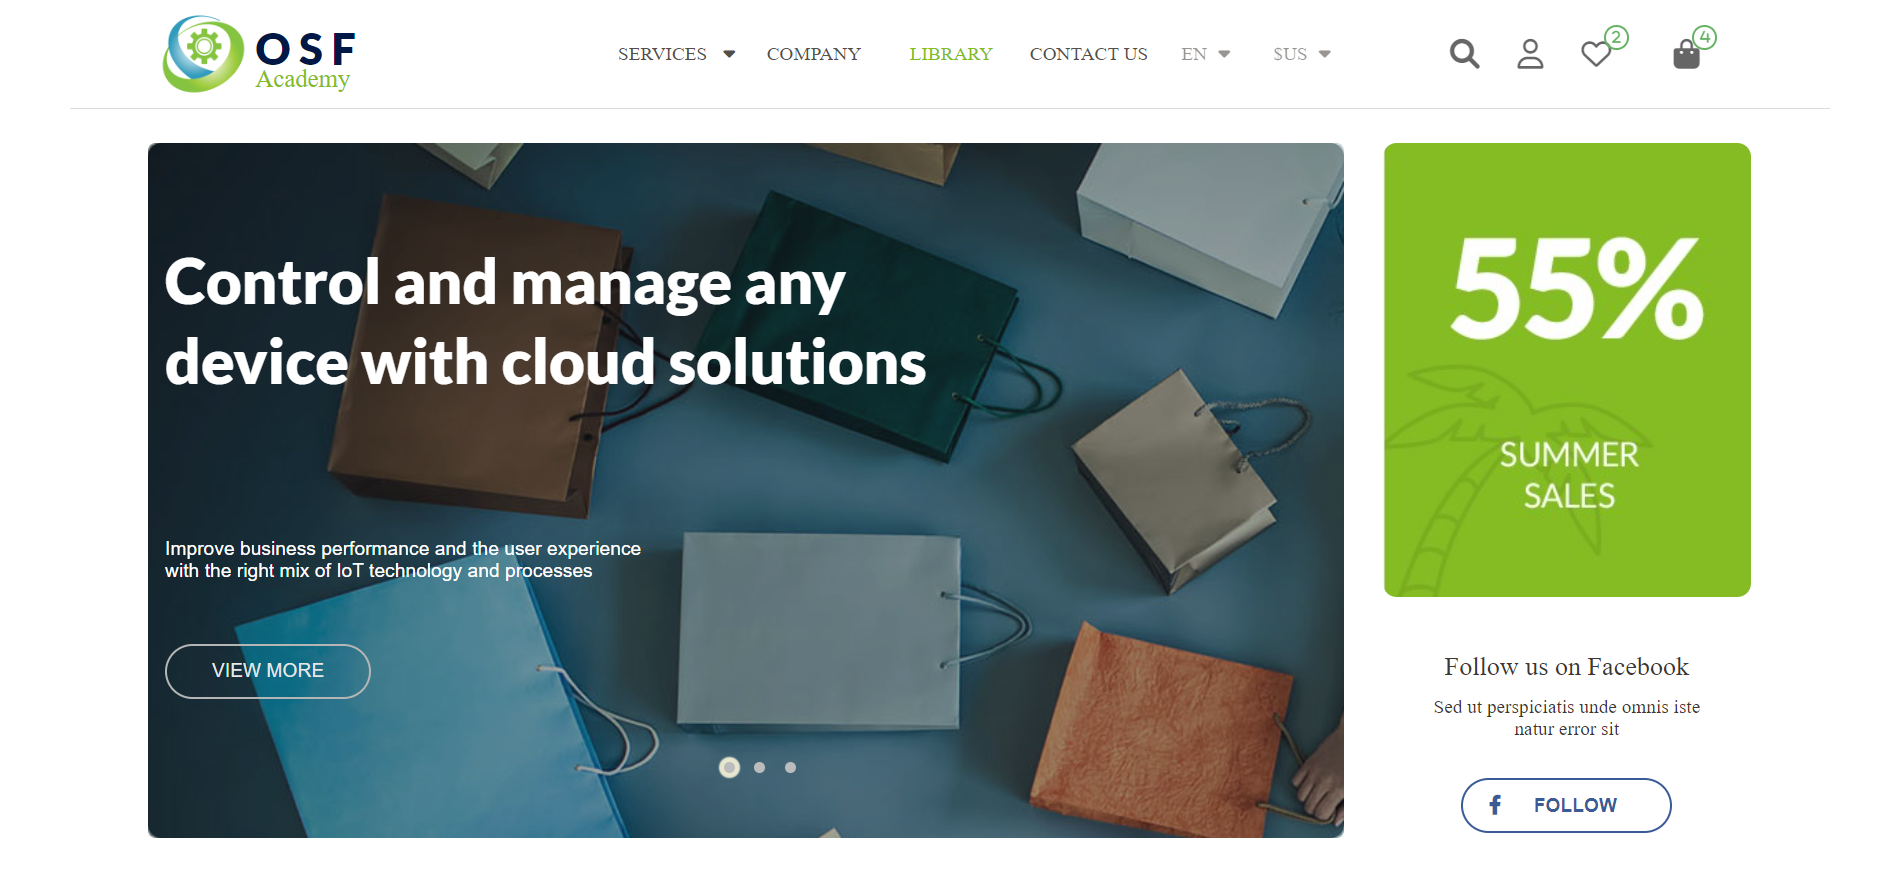 OSF
Academy
SERVICES
COMPANY
LIBRARY
CONTACT US
EN
$US
2
4
Control and manage any
device with cloud solutions
Improve business performance and the user experience
with the right mix of IoT technology and processes
VIEW MORE
55%
SUMMER
SALES
Follow us on Facebook
Sed ut perspiciatis unde omnis iste
natur error sit
f FOLLOW